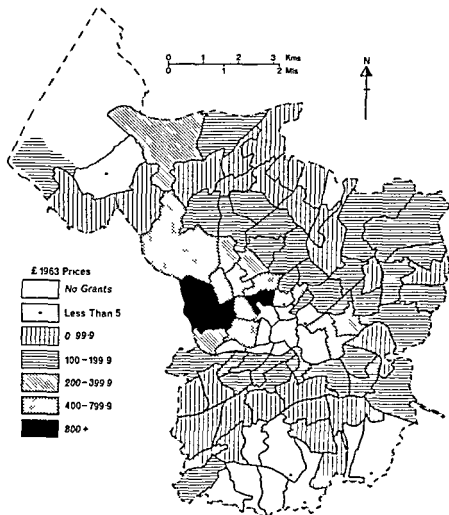 0 1 2 3 Kms
0 1 2 Mls
N
£ 1963 Prices
No Grants
Less Than 5
0 99·9
100-199·9
200-399·9
400-799·9
800+